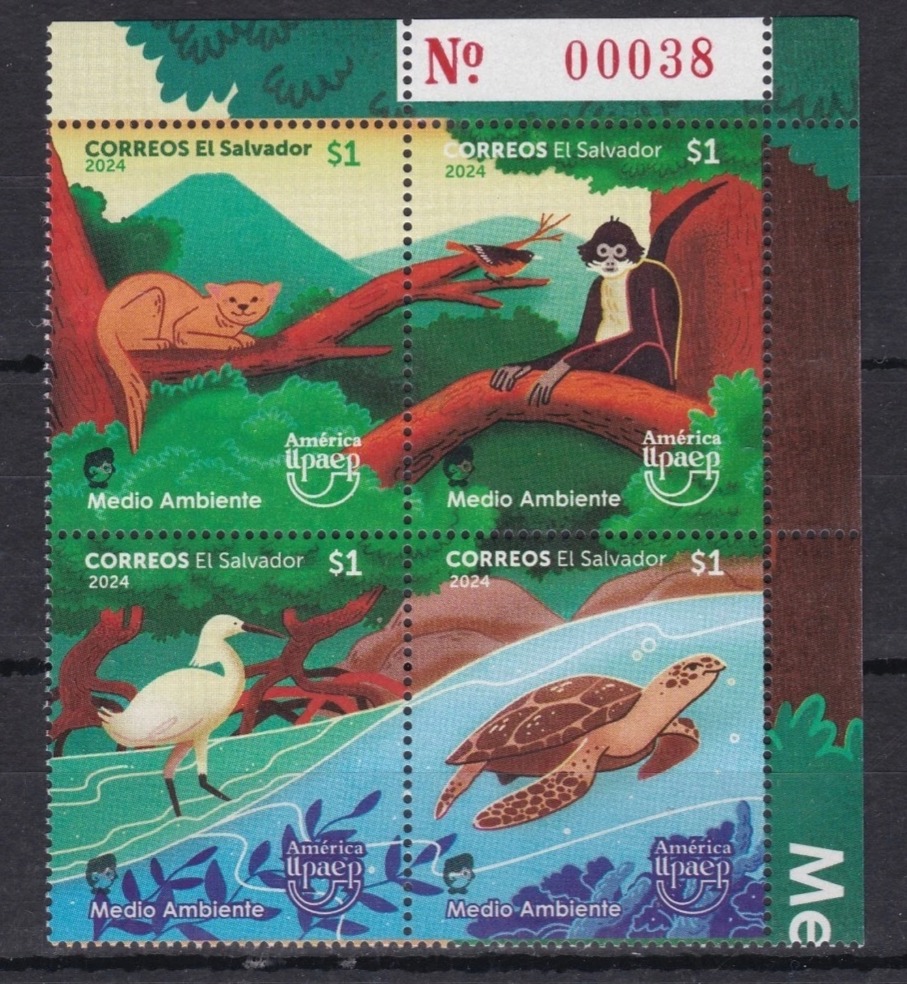 Nº 00038
CORREOS El Salvador $1
2024
América
Upaep
Medio Ambiente
CORREOS El Salvador $1
2024
América
Upaep
Medio Ambiente
CORREOS El Salvador $1
2024
América
Upaep
Medio Ambiente
CORREOS El Salvador $1
2024
América
Upaep
Medio Ambiente
Me